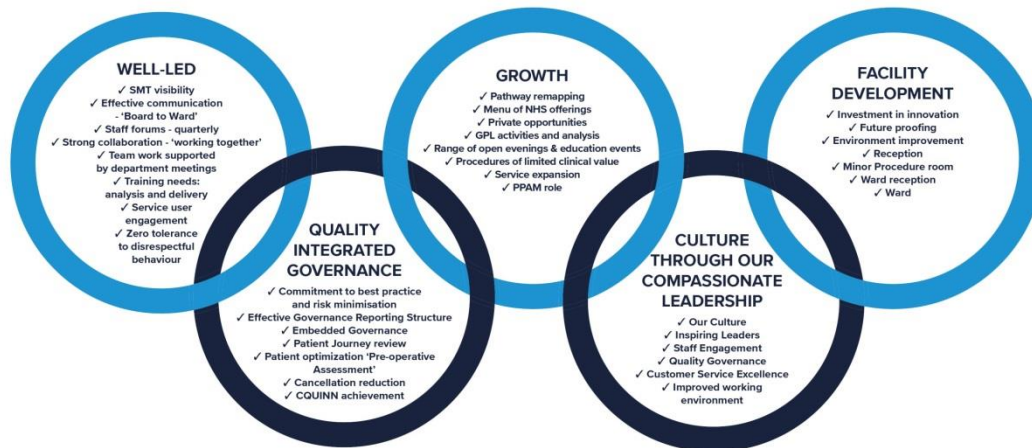 WELL-LED
✓ SMT visibility
✓ Effective communication
- ‘Board to Ward’
✓ Staff forums - quarterly
✓ Strong collaboration - ‘working together’
✓ Team work supported
by department meetings
✓ Training needs:
analysis and delivery
✓ Service user
engagement
✓ Zero tolerance
to disrespectful
behaviour
QUALITY
INTEGRATED
GOVERNANCE
✓ Commitment to best practice
and risk minimisation
✓ Effective Governance Reporting Structure
✓ Embedded Governance
✓ Patient Journey review
✓ Patient optimization ‘Pre-operative
Assessment’
✓ Cancellation reduction
✓ CQUINN achievement
GROWTH
✓ Pathway remapping
✓ Menu of NHS offerings
✓ Private opportunities
✓ GPL activities and analysis
✓ Range of open evenings & education events
✓ Procedures of limited clinical value
✓ Service expansion
✓ PPAM role
CULTURE
THROUGH OUR
COMPASSIONATE
LEADERSHIP
✓ Our Culture
✓ Inspiring Leaders
✓ Staff Engagement
✓ Quality Governance
✓ Customer Service Excellence
✓ Improved working
environment
FACILITY
DEVELOPMENT
✓ Investment in innovation
✓ Future proofing
✓ Environment improvement
✓ Reception
✓ Minor Procedure room
✓ Ward reception
✓ Ward